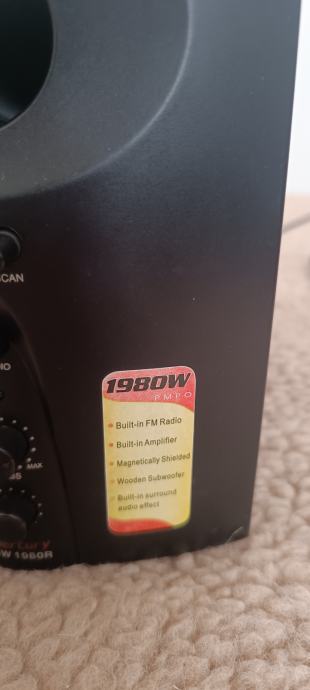 SCAN
1980W
P.M.P.O
Built-in FM Radio
Built-in Amplifier
Magnetically Shielded
Wooden Subwoofer
Built-in surround
audio effect
MAX
W 1980R